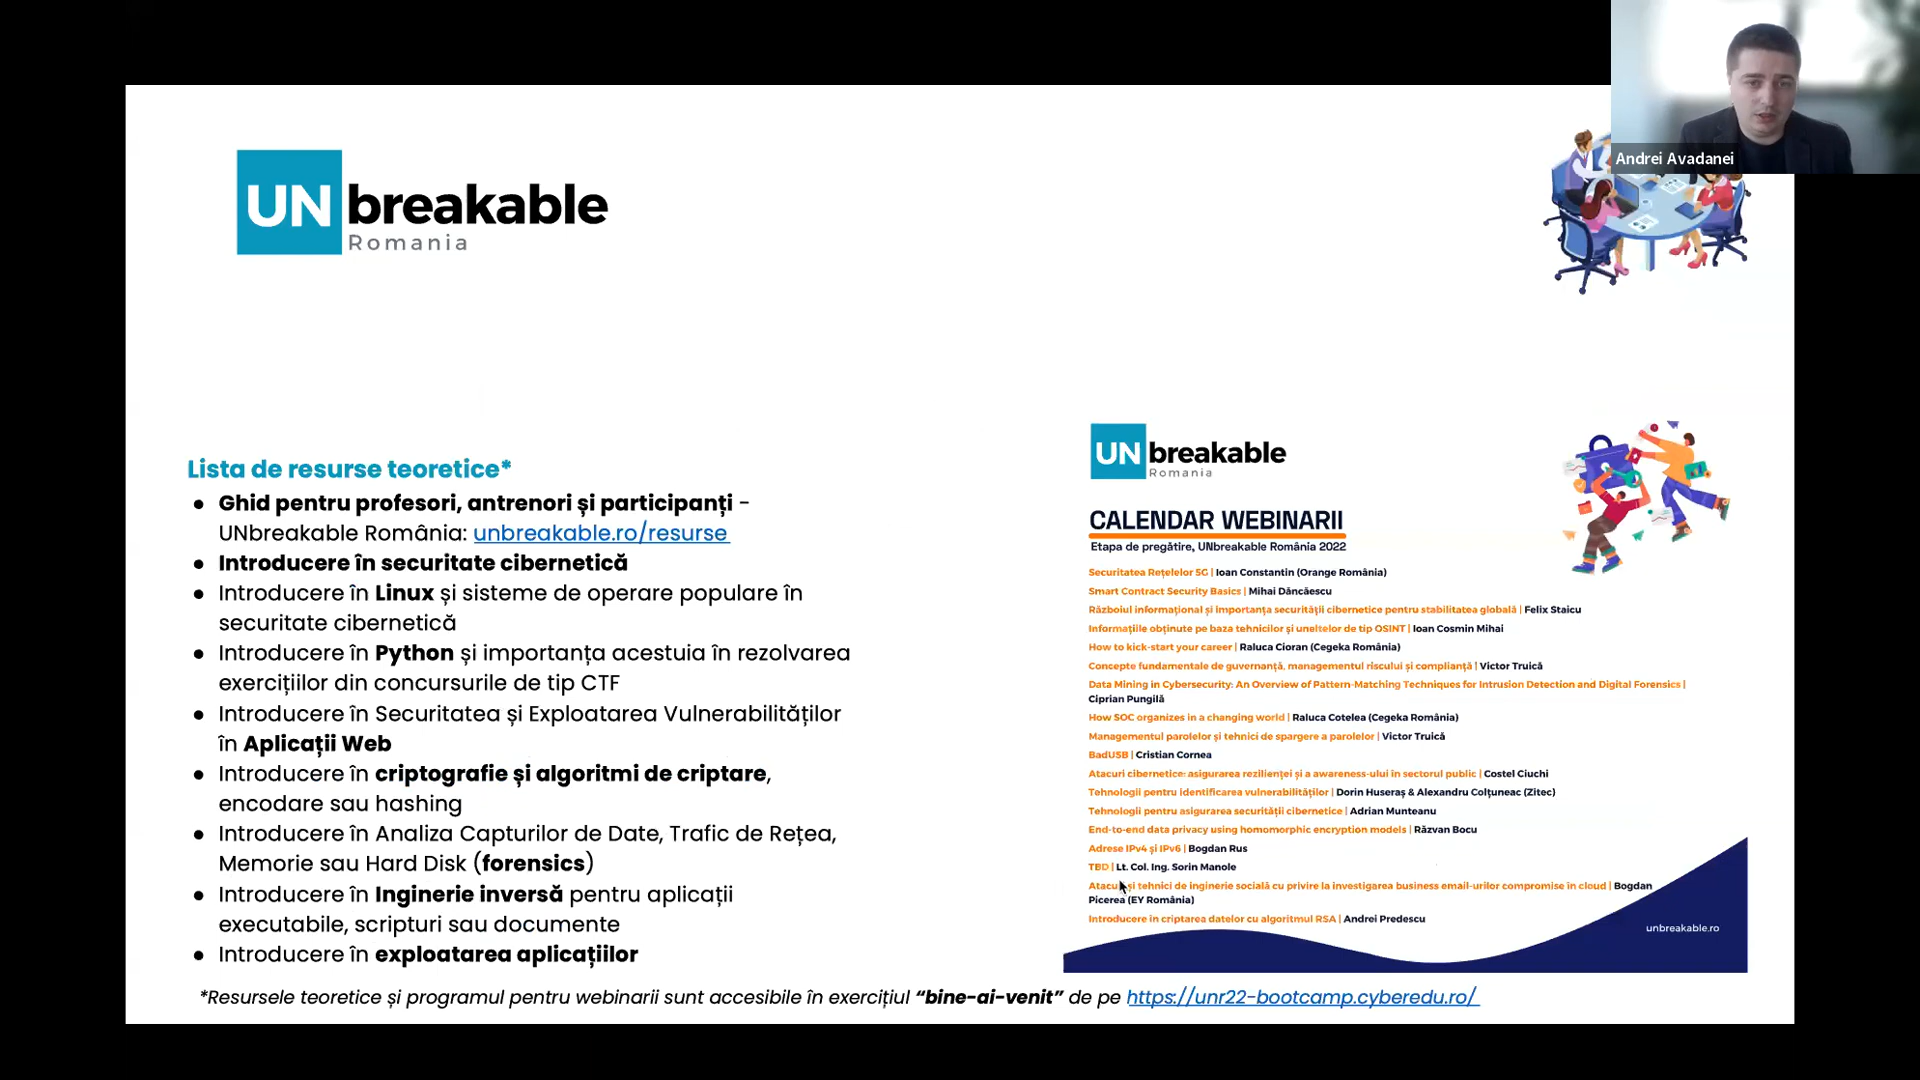 Andrei Avadanei
UNbreakable
Romania
Lista de resurse teoretice*
● Ghid pentru profesori, antrenori și participanți -
UNbreakable România: unbreakable.ro/resurse
● Introducere în securitate cibernetică
● Introducere în Linux și sisteme de operare populare în
securitate cibernetică
● Introducere în Python și importanța acestuia în rezolvarea
exercițiilor din concursurile de tip CTF
● Introducere în Securitatea și Exploatarea Vulnerabilităților
în Aplicații Web
● Introducere în criptografie și algoritmi de criptare,
encodare sau hashing
● Introducere în Analiza Capturilor de Date, Trafic de Rețea,
Memorie sau Hard Disk (forensics)
● Introducere în Inginerie inversă pentru aplicații
executabile, scripturi sau documente
● Introducere în exploatarea aplicațiilor
UNbreakable
Romania
CALENDAR WEBINARII
Etapa de pregătire, UNbreakable România 2022
Securitatea Rețelelor 5G | Ioan Constantin (Orange România)
Smart Contract Security Basics | Mihai Dăncăescu
Războiul informațional și importanța securității cibernetice pentru stabilitatea globală | Felix Staicu
Informațiile obținute pe baza tehnicilor și uneltelor de tip OSINT | Ioan Cosmin Mihai
How to kick-start your career | Raluca Cioran (Cegeka România)
Concepte fundamentale de guvernanță, managementul riscului și complianță | Victor Truică
Data Mining in Cybersecurity: An Overview of Pattern-Matching Techniques for Intrusion Detection and Digital Forensics |
Ciprian Pungilă
How SOC organizes in a changing world | Raluca Cotelea (Cegeka România)
Managementul parolelor și tehnici de spargere a parolelor | Victor Truică
BadUSB | Cristian Cornea
Atacuri cibernetice: asigurarea rezilienței și a awareness-ului în sectorul public | Costel Ciuchi
Tehnologii pentru identificarea vulnerabilităților | Dorin Huseraș & Alexandru Colțuneac (Zitec)
Tehnologii pentru asigurarea securității cibernetice | Adrian Munteanu
End-to-end data privacy using homomorphic encryption models | Răzvan Bocu
Adrese IPv4 și IPv6 | Bogdan Rus
TBD | Lt. Col. Ing. Sorin Manole
Atacuri și tehnici de inginerie socială cu privire la investigarea business email-urilor compromise în cloud | Bogdan
Picerea (EY România)
Introducere în criptarea datelor cu algoritmul RSA | Andrei Predescu
unbreakable.ro
*Resursele teoretice și programul pentru webinarii sunt accesibile în exercițiul “bine-ai-venit” de pe https://unr22-bootcamp.cyberedu.ro/